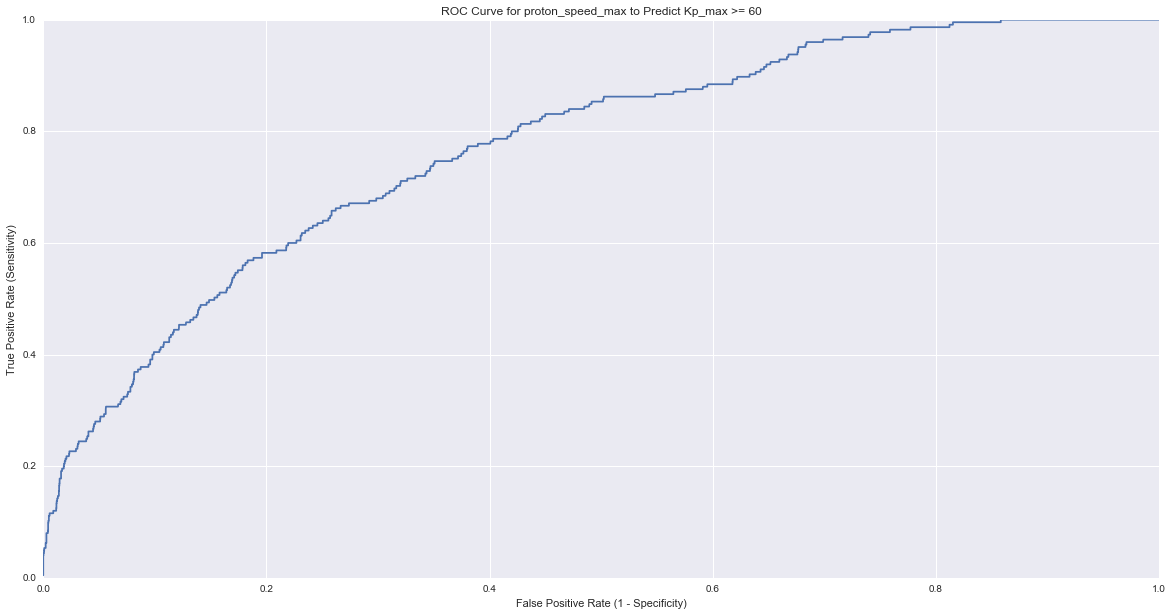 ROC Curve for proton_speed_max to Predict Kp_max >= 60
True Positive Rate (Sensitivity)
1.0
0.8
0.6
0.4
0.2
0.0
0.0 0.2 0.4 0.6 0.8 1.0
False Positive Rate (1 - Specificity)